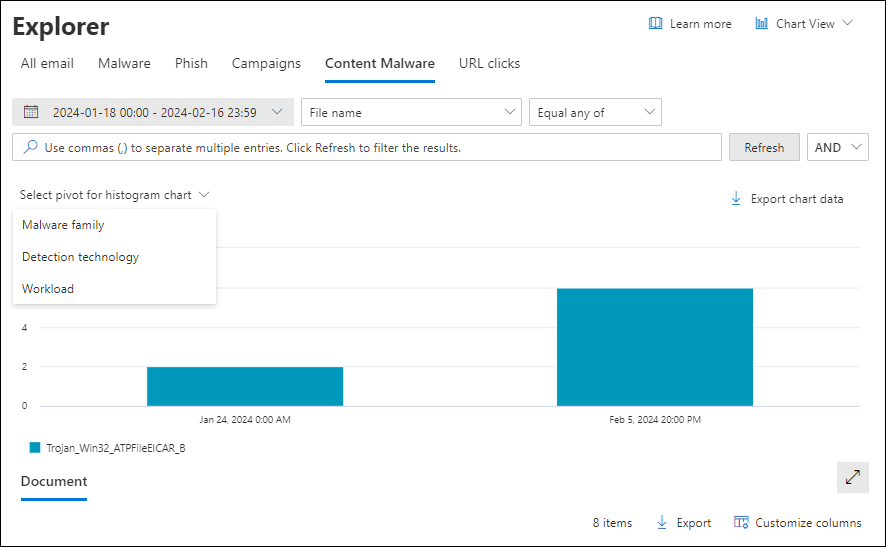 Explorer
Learn more
Chart View
All email
Malware
Phish
Campaigns
Content Malware
URL clicks
2024-01-18 00:00 - 2024-02-16 23:59
File name
Equal any of
Use commas (,) to separate multiple entries. Click Refresh to filter the results.
Refresh
AND
Select pivot for histogram chart
Export chart data
Malware family
Detection technology
Workload
4
2
0
Jan 24, 2024 0:00 AM
Feb 5, 2024 20:00 PM
Trojan_Win32_ATPFileEICAR_B
Document
8 items
Export
Customize columns